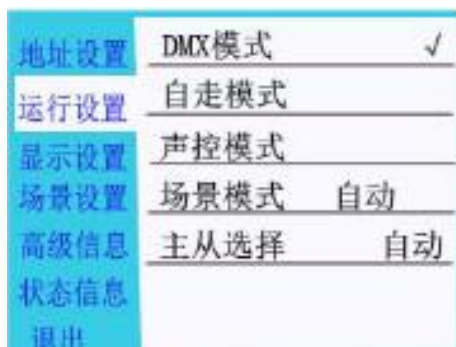 地址设置
运行设置
显示设置
场景设置
高级信息
状态信息
退出
DMX模式 √
自走模式
声控模式
场景模式 自动
主从选择 自动